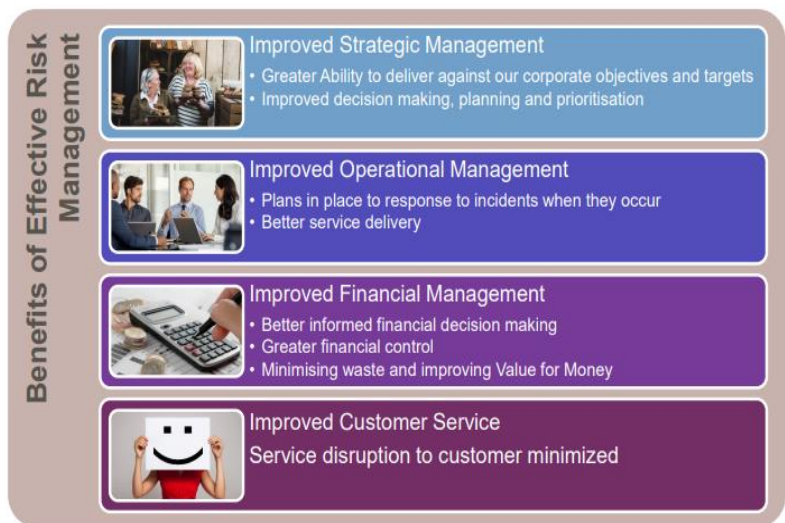 Benefits of Effective Risk
Management
Improved Strategic Management
• Greater Ability to deliver against our corporate objectives and targets
• Improved decision making, planning and prioritisation
Improved Operational Management
• Plans in place to response to incidents when they occur
• Better service delivery
Improved Financial Management
• Better informed financial decision making
• Greater financial control
• Minimising waste and improving Value for Money
Improved Customer Service
Service disruption to customer minimized